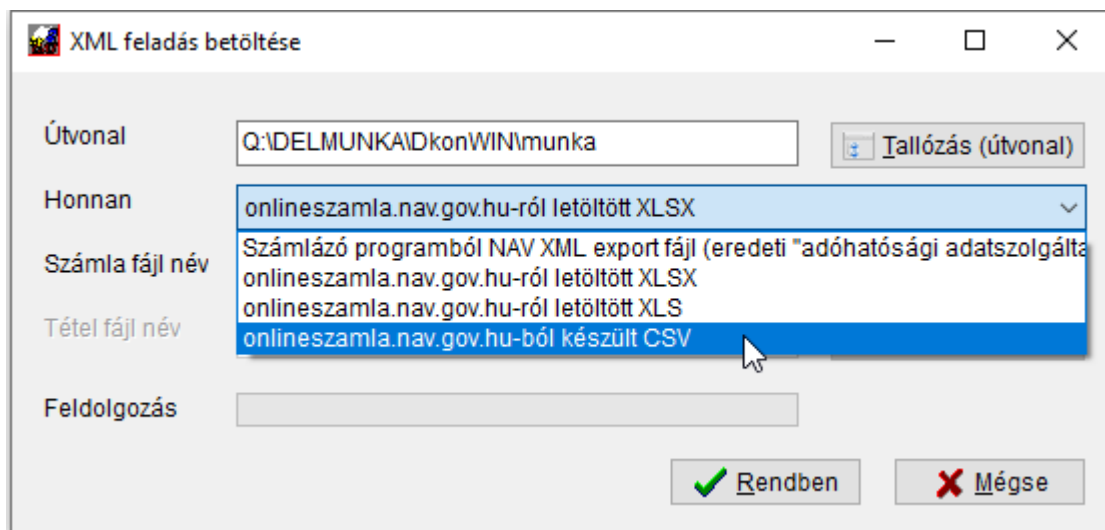 XML feladás betöltése
Útvonal
Q:\DELMUNKA\DkonWIN\munka
Tallózás (útvonal)
Honnan
onlineszamla.nav.gov.hu-ról letöltött XLSX
Számlázó programból NAV XML export fájl (eredeti "adóhatósági adatszolgálta
Számla fájl név
onlineszamla.nav.gov.hu-ról letöltött XLSX
onlineszamla.nav.gov.hu-ról letöltött XLS
Tétel fájl név
onlineszamla.nav.gov.hu-ból készült CSV
Feldolgozás
Rendben
Mégse